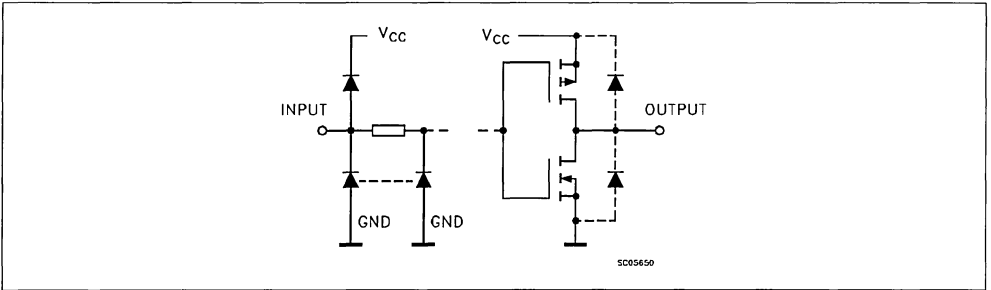 VCC
VCC
INPUT
OUTPUT
GND
GND
SC05650